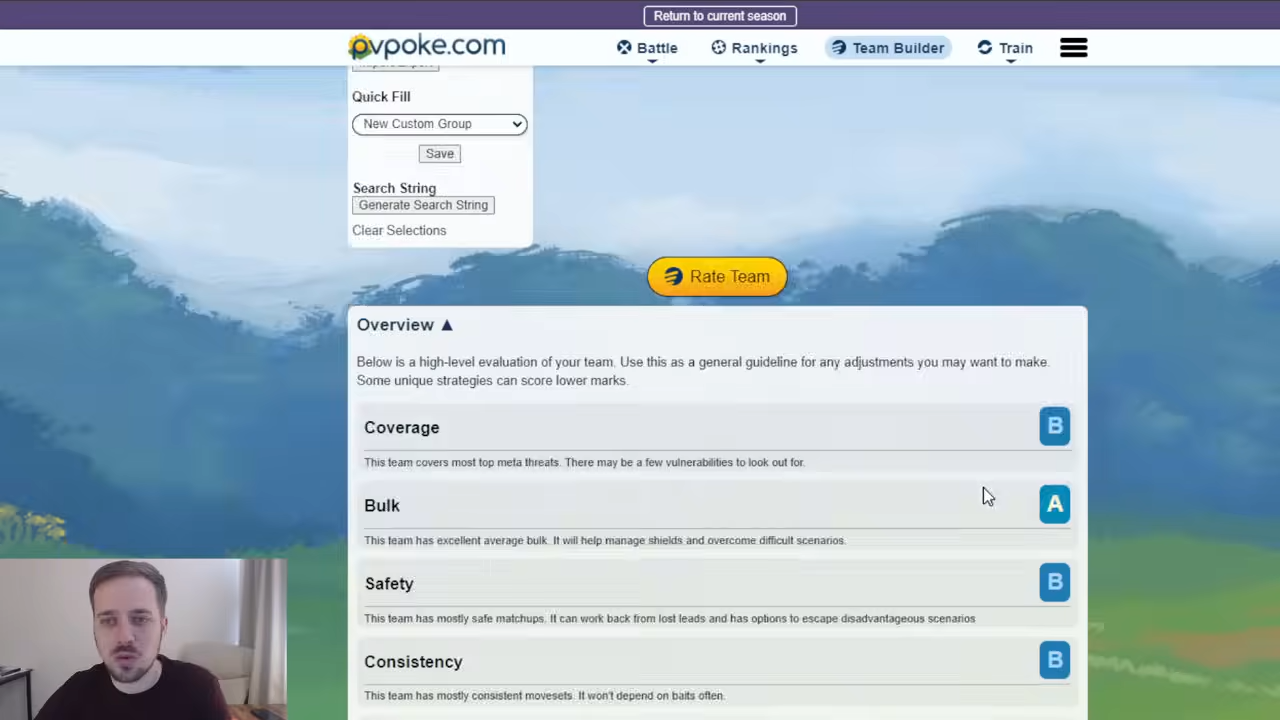 Return to current season
pvpoke.com
Battle
Rankings
Team Builder
Train
Quick Fill
New Custom Group
Save
Search String
Generate Search String
Clear Selections
Rate Team
Overview ▲
Below is a high-level evaluation of your team. Use this as a general guideline for any adjustments you may want to make.
Some unique strategies can score lower marks.
Coverage
B
This team covers most top meta threats. There may be a few vulnerabilities to look out for.
Bulk
A
This team has excellent average bulk. It will help manage shields and overcome difficult scenarios.
Safety
B
This team has mostly safe matchups. It can work back from lost leads and has options to escape disadvantageous scenarios
Consistency
B
This team has mostly consistent movesets. It won't depend on baits often.